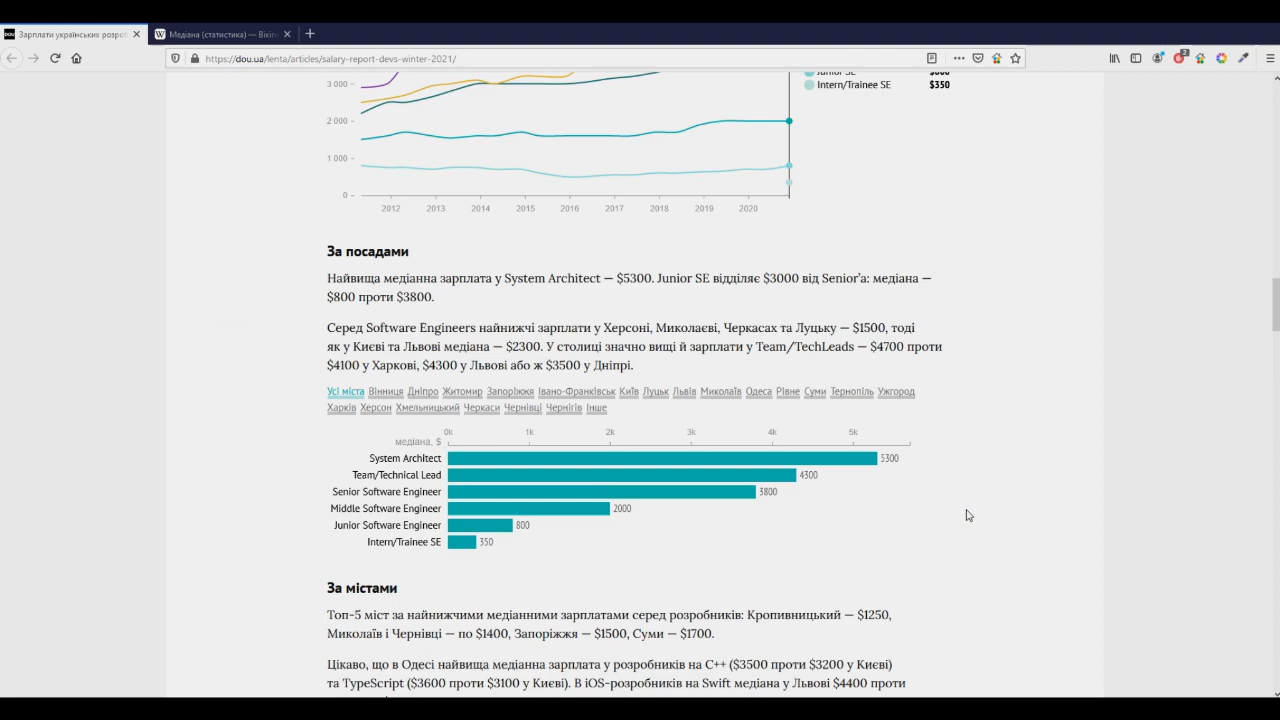 DOU Зарплати українських розроб
W Медіана (статистика) — Вікіп
https://dou.ua/lenta/articles/salary-report-devs-winter-2021/
2
3 000
2 000
1 000
0
2012 2013 2014 2015 2016 2017 2018 2019 2020
Junior SE $800
Intern/Trainee SE $350
За посадами
Найвища медіанна зарплата у System Architect — $5300. Junior SE відділяє $3000 від Senior’a: медіана —
$800 проти $3800.
Серед Software Engineers найнижчі зарплати у Херсоні, Миколаєві, Черкасах та Луцьку — $1500, тоді
як у Києві та Львові медіана — $2300. У столиці значно вищі й зарплати у Team/TechLeads — $4700 проти
$4100 у Харкові, $4300 у Львові або ж $3500 у Дніпрі.
Усі міста Вінниця Дніпро Житомир Запоріжжя Івано-Франківськ Київ Луцьк Львів Миколаїв Одеса Рівне Суми Тернопіль Ужгород
Харків Херсон Хмельницький Черкаси Чернівці Чернігів Інше
медіана, $ 0k 1k 2k 3k 4k 5k
System Architect 5300
Team/Technical Lead 4300
Senior Software Engineer 3800
Middle Software Engineer 2000
Junior Software Engineer 800
Intern/Trainee SE 350
За містами
Топ-5 міст за найнижчими медіанними зарплатами серед розробників: Кропивницький — $1250,
Миколаїв і Чернівці — по $1400, Запоріжжя — $1500, Суми — $1700.
Цікаво, що в Одесі найвища медіанна зарплата у розробників на C++ ($3500 проти $3200 у Києві)
та TypeScript ($3600 проти $3100 у Києві). В iOS-розробників на Swift медіана у Львові $4400 проти